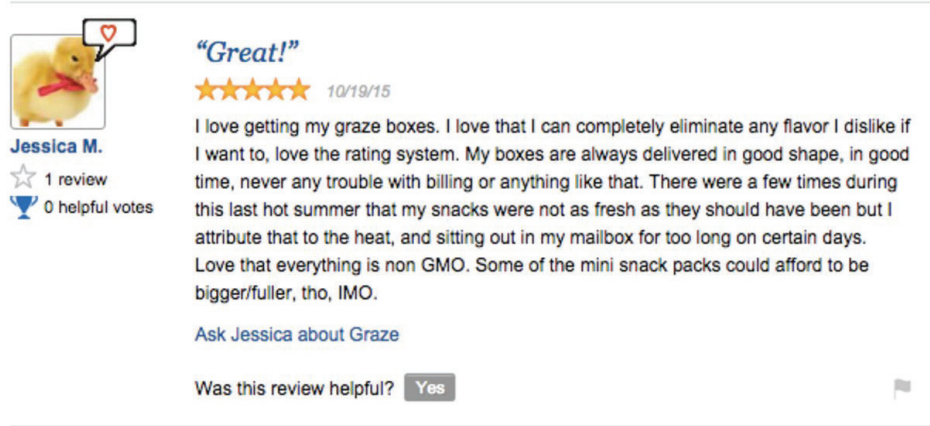 “Great!”
10/19/15
I love getting my graze boxes. I love that I can completely eliminate any flavor I dislike if
I want to, love the rating system. My boxes are always delivered in good shape, in good
time, never any trouble with billing or anything like that. There were a few times during
this last hot summer that my snacks were not as fresh as they should have been but I
attribute that to the heat, and sitting out in my mailbox for too long on certain days.
Love that everything is non GMO. Some of the mini snack packs could afford to be
bigger/fuller, tho, IMO.
Ask Jessica about Graze
Was this review helpful? Yes
Jessica M.
1 review
0 helpful votes